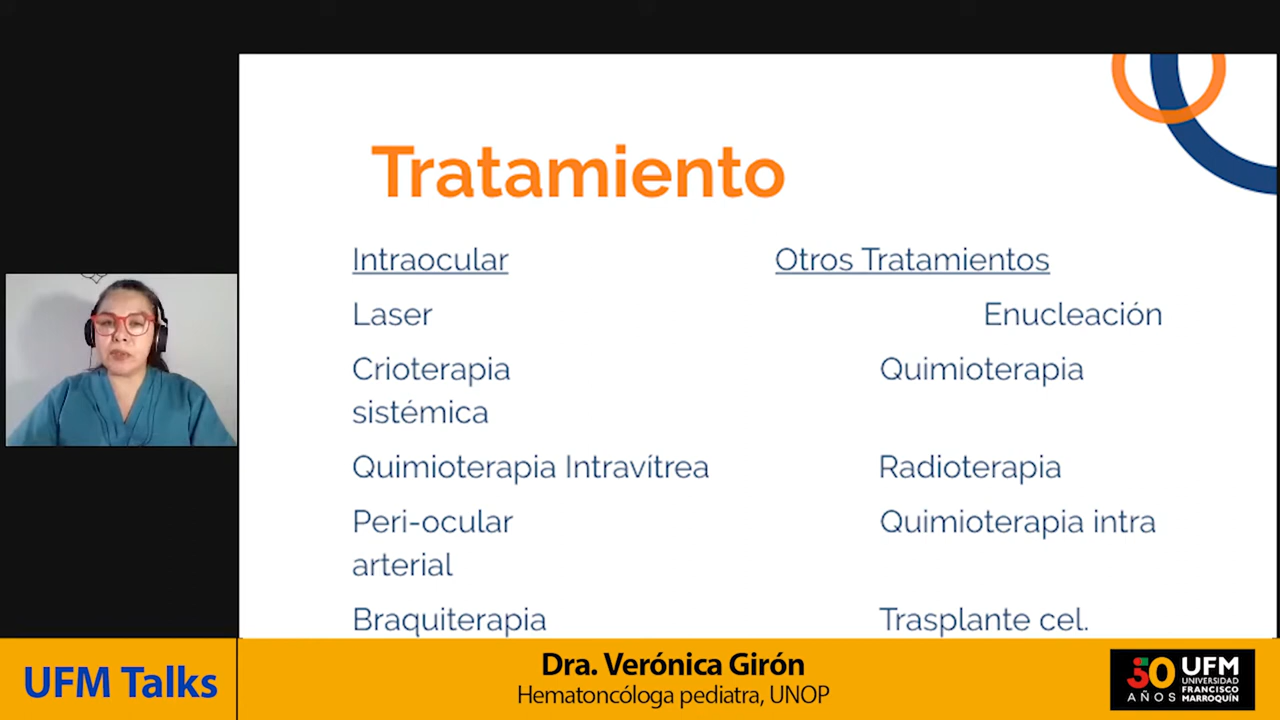 Tratamiento
Intraocular Otros Tratamientos
Laser Enucleación
Crioterapia Quimioterapia
sistémica
Quimioterapia Intravítrea Radioterapia
Peri-ocular Quimioterapia intra
arterial
Braquiterapia Trasplante cel.
UFM Talks
Dra. Verónica Girón
Hematoncóloga pediatra, UNOP
50
AÑOS
UFM
UNIVERSIDAD
FRANCISCO
MARROQUÍN